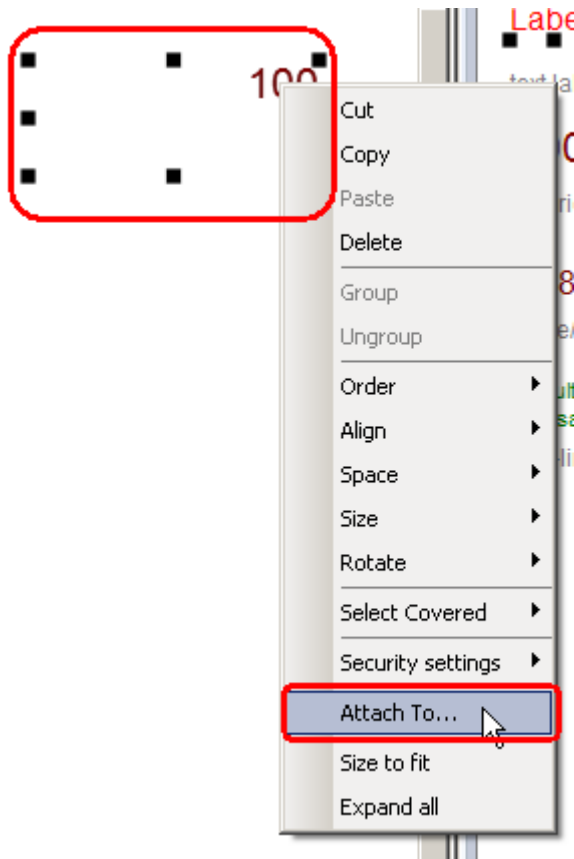 100
Cut
Copy
Paste
Delete
Group
Ungroup
Order
Align
Space
Size
Rotate
Select Covered
Security settings
Attach To...
Size to fit
Expand all